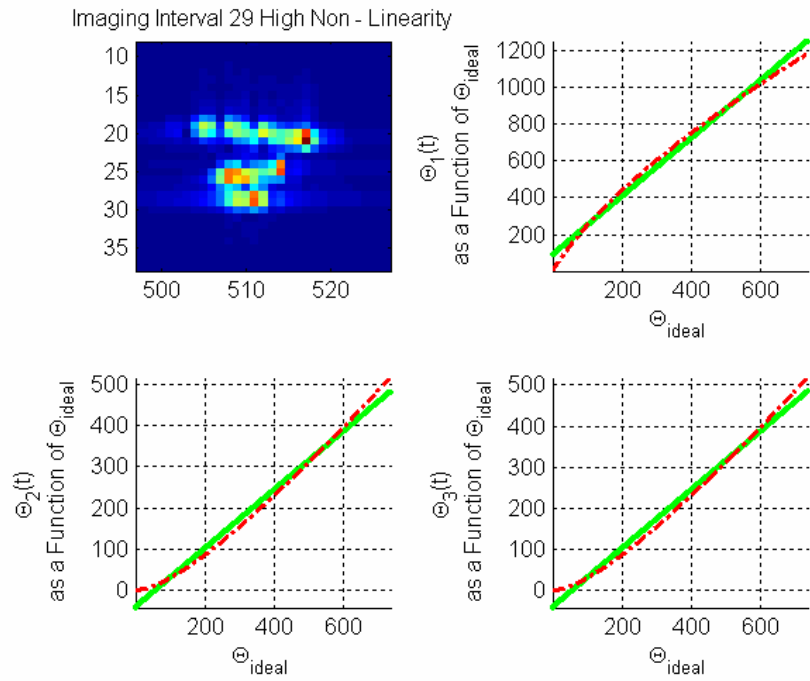 Imaging Interval 29 High Non - Linearity
10
15
20
25
30
35
500 510 520
Θ1(t)
as a Function of Θideal
1200
1000
800
600
400
200
200 400 600
Θideal
Θ2(t)
as a Function of Θideal
500
400
300
200
100
0
200 400 600
Θideal
Θ3(t)
as a Function of Θideal
500
400
300
200
100
0
200 400 600
Θideal